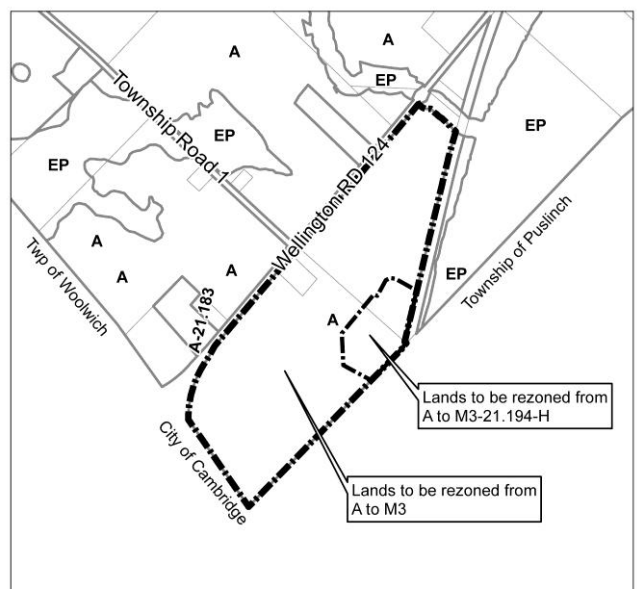 A
A
EP
Township Road 1
EP
EP
EP
Wellington RD 124
A
A
A
A-21.183
Twp of Woolwich
EP
Township of Puslinch
A
Lands to be rezoned from
A to M3-21.194-H
City of Cambridge
Lands to be rezoned from
A to M3